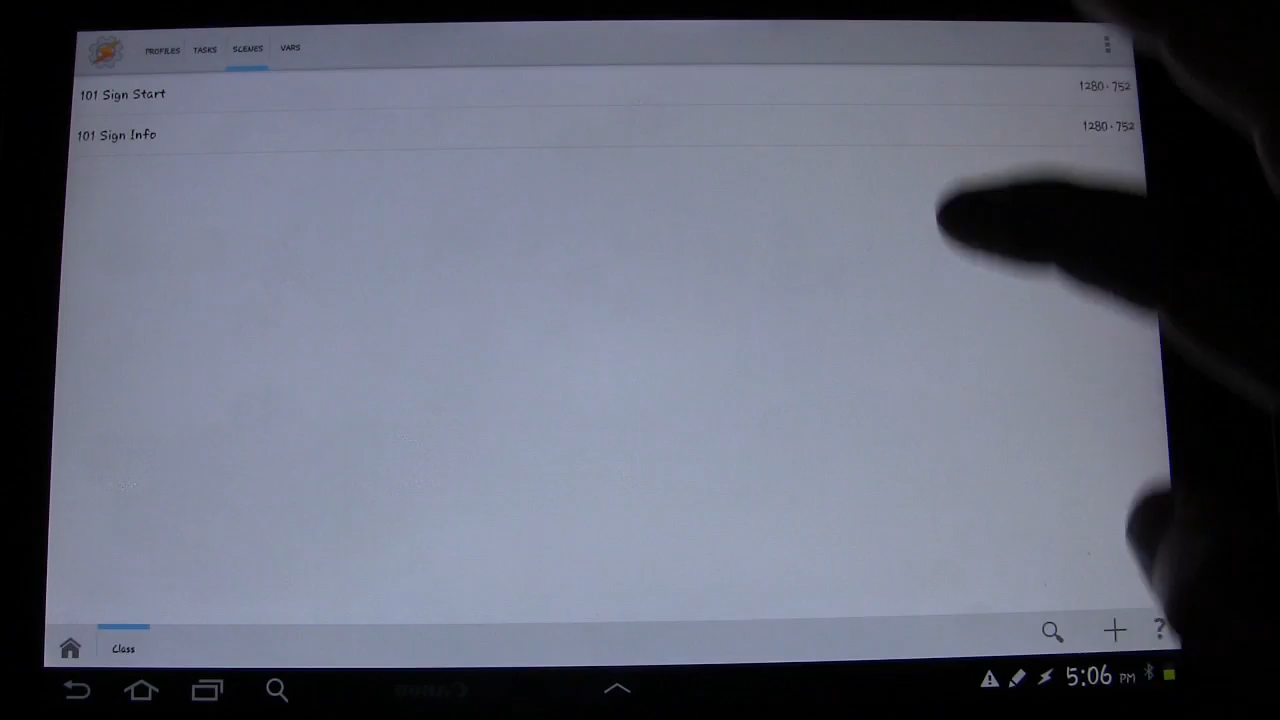 PROFILES TASKS SCENES VARS
101 Sign Start 1280 · 752
101 Sign Info 1280 · 752
Class
?
5:06 PM